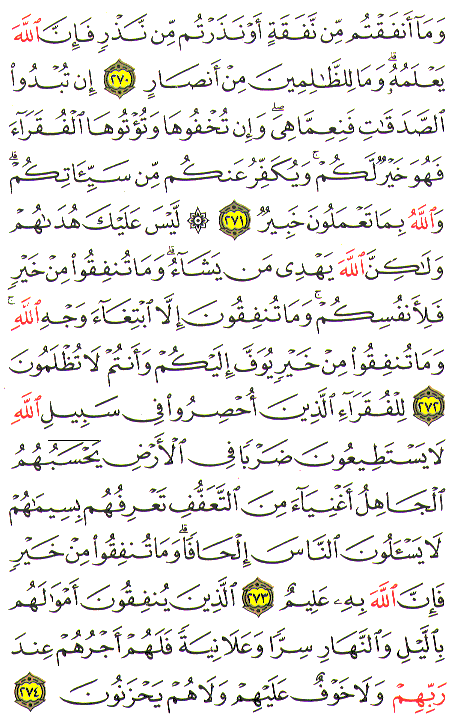 وَمَآ أَنفَقْتُم مِّن نَّفَقَةٍ أَوْ نَذَرْتُم مِّن نَّذْرٍ فَإِنَّ ٱللَّهَ
يَعْلَمُهُۥ ۗ وَمَا لِلظَّـٰلِمِينَ مِنْ أَنصَارٍ ٢٧٠ إِن تُبْدُوا۟
ٱلصَّدَقَـٰتِ فَنِعِمَّا هِىَ ۖ وَإِن تُخْفُوهَا وَتُؤْتُوهَا ٱلْفُقَرَآءَ
فَهُوَ خَيْرٌ لَّكُمْ ۚ وَيُكَفِّرُ عَنكُم مِّن سَيِّـَٔاتِكُمْ ۗ
وَٱللَّهُ بِمَا تَعْمَلُونَ خَبِيرٌ ٢٧١ ۞ لَّيْسَ عَلَيْكَ هُدَىٰهُمْ
وَلَـٰكِنَّ ٱللَّهَ يَهْدِى مَن يَشَآءُ ۗ وَمَا تُنفِقُوا۟ مِنْ خَيْرٍ
فَلِأَنفُسِكُمْ ۚ وَمَا تُنفِقُونَ إِلَّا ٱبْتِغَآءَ وَجْهِ ٱللَّهِ ۚ
وَمَا تُنفِقُوا۟ مِنْ خَيْرٍ يُوَفَّ إِلَيْكُمْ وَأَنتُمْ لَا تُظْلَمُونَ
٢٧٢ لِلْفُقَرَآءِ ٱلَّذِينَ أُحْصِرُوا۟ فِى سَبِيلِ ٱللَّهِ
لَا يَسْتَطِيعُونَ ضَرْبًا فِى ٱلْأَرْضِ يَحْسَبُهُمُ
ٱلْجَاهِلُ أَغْنِيَآءَ مِنَ ٱلتَّعَفُّفِ تَعْرِفُهُم بِسِيمَـٰهُمْ
لَا يَسْـَٔلُونَ ٱلنَّاسَ إِلْحَافًا ۗ وَمَا تُنفِقُوا۟ مِنْ خَيْرٍ
فَإِنَّ ٱللَّهَ بِهِۦ عَلِيمٌ ٢٧٣ ٱلَّذِينَ يُنفِقُونَ أَمْوَٰلَهُم
بِٱلَّيْلِ وَٱلنَّهَارِ سِرًّا وَعَلَانِيَةً فَلَهُمْ أَجْرُهُمْ عِندَ
رَبِّهِمْ وَلَا خَوْفٌ عَلَيْهِمْ وَلَا هُمْ يَحْزَنُونَ ٢٧٤